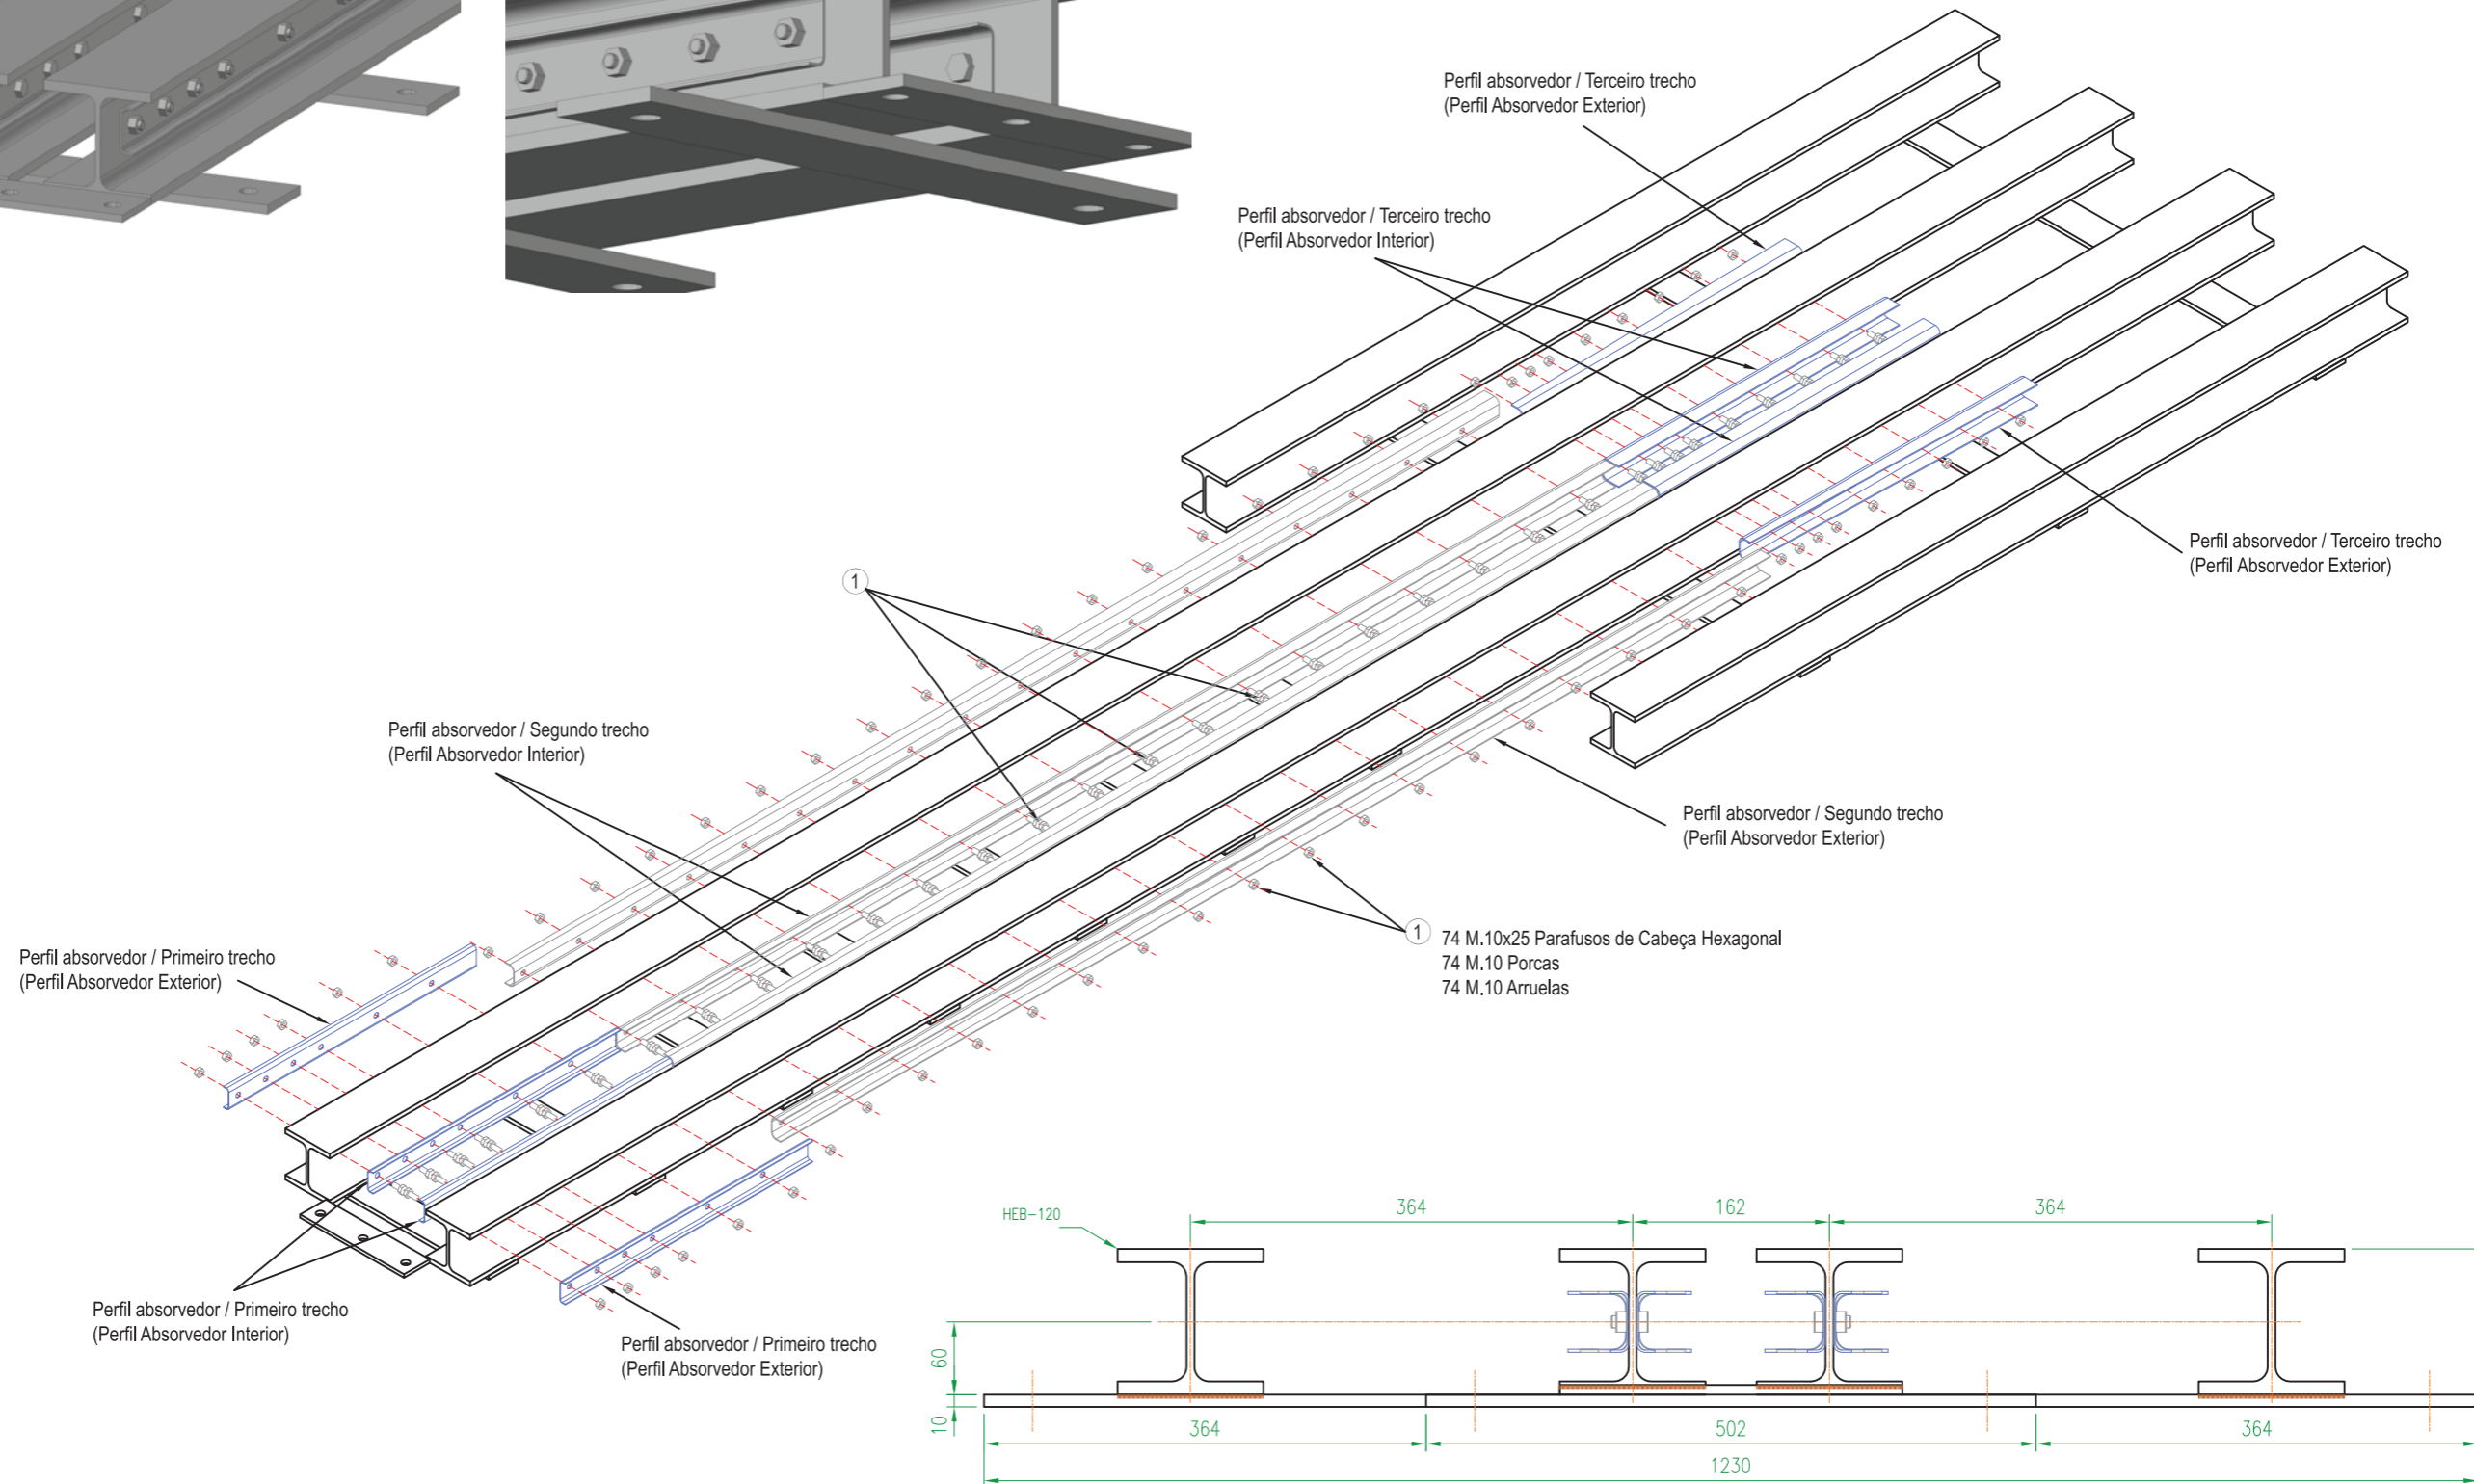 Perfil absorvedor / Terceiro trecho
(Perfil Absorvedor Exterior)
Perfil absorvedor / Terceiro trecho
(Perfil Absorvedor Interior)
Perfil absorvedor / Terceiro trecho
(Perfil Absorvedor Exterior)
1
Perfil absorvedor / Segundo trecho
(Perfil Absorvedor Interior)
Perfil absorvedor / Segundo trecho
(Perfil Absorvedor Exterior)
1
74 M.10x25 Parafusos de Cabeça Hexagonal
74 M.10 Porcas
74 M.10 Arruelas
Perfil absorvedor / Primeiro trecho
(Perfil Absorvedor Exterior)
Perfil absorvedor / Primeiro trecho
(Perfil Absorvedor Interior)
Perfil absorvedor / Primeiro trecho
(Perfil Absorvedor Exterior)
HEB-120
364
162
364
60
10
364
502
364
1230